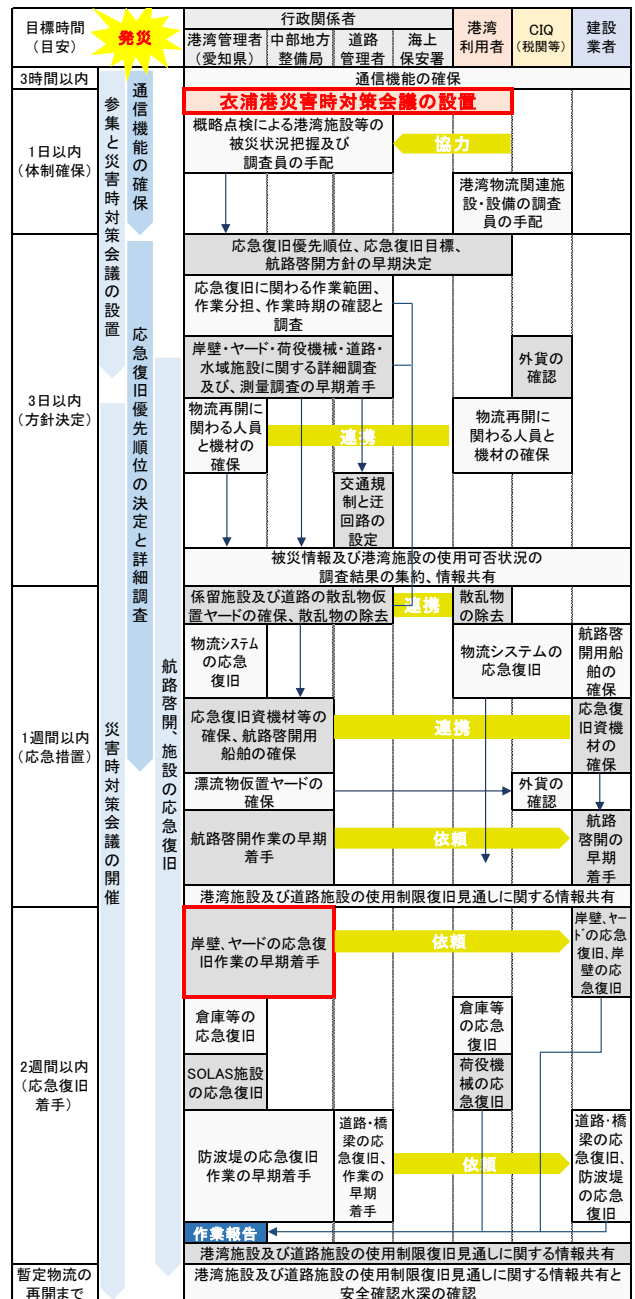 目標時間
(目安)
発災
行政関係者
港湾管理者
(愛知県)
中部地方
整備局
道路
管理者
海上
保安署
港湾
利用者
CIQ
(税関等)
建設
業者
3時間以内
通信機能の確保
参集と災害時対策会議の設置
通信機能の確保
衣浦港災害時対策会議の設置
1日以内
(体制確保)
概略点検による港湾施設等の
被災状況把握及び
調査員の手配
協力
港湾物流関連施
設・設備の調査
員の手配
応急復旧優先順位の決定と詳細調査
3日以内
(方針決定)
応急復旧優先順位、応急復旧目標、
航路啓開方針の早期決定
応急復旧に関わる作業範囲、
作業分担、作業時期の確認と
調査
岸壁・ヤード・荷役機械・道路・
水域施設に関する詳細調査
及び、測量調査の早期着手
外貨の
確認
物流再開に
関わる人員
と機材の
確保
連携
物流再開に
関わる人員と
機材の確保
交通規
制と迂
回路の
設定
被災情報及び港湾施設の使用可否状況の
調査結果の集約、情報共有
災害時対策会議の開催
航路啓開、施設の応急復旧
1週間以内
(応急措置)
係留施設及び道路の散乱物仮
置ヤードの確保、散乱物の除去
連携
散乱物
の除去
物流システム
の応急
復旧
物流システムの
応急復旧
航路啓
開用船
舶の
確保
応急復旧資機材等の
確保、航路啓開用
船舶の確保
連携
応急復
旧資機
材の
確保
漂流物仮置ヤードの
確保
外貨の
確認
航路啓開作業の早期
着手
依頼
航路
啓開の
早期
着手
港湾施設及び道路施設の使用制限復旧見通しに関する情報共有
2週間以内
(応急復旧
着手)
岸壁、ヤードの応急復
旧作業の早期着手
依頼
岸壁、ヤー
ドの応急
復旧、岸
壁の応
急復旧
倉庫等の
応急復旧
倉庫等
の応急
復旧
SOLAS施設
の応急復旧
荷役機
械の応
急復旧
防波堤の応急復旧
作業の早期着手
道路・橋
梁の応
急復旧、
作業の
早期
着手
依頼
道路・橋
梁の応
急復旧、
防波堤
の応急
復旧
作業報告
港湾施設及び道路施設の使用制限復旧見通しに関する情報共有
暫定物流の
再開まで
港湾施設及び道路施設の使用制限復旧見通しに関する情報共有と
安全確認水深の確認